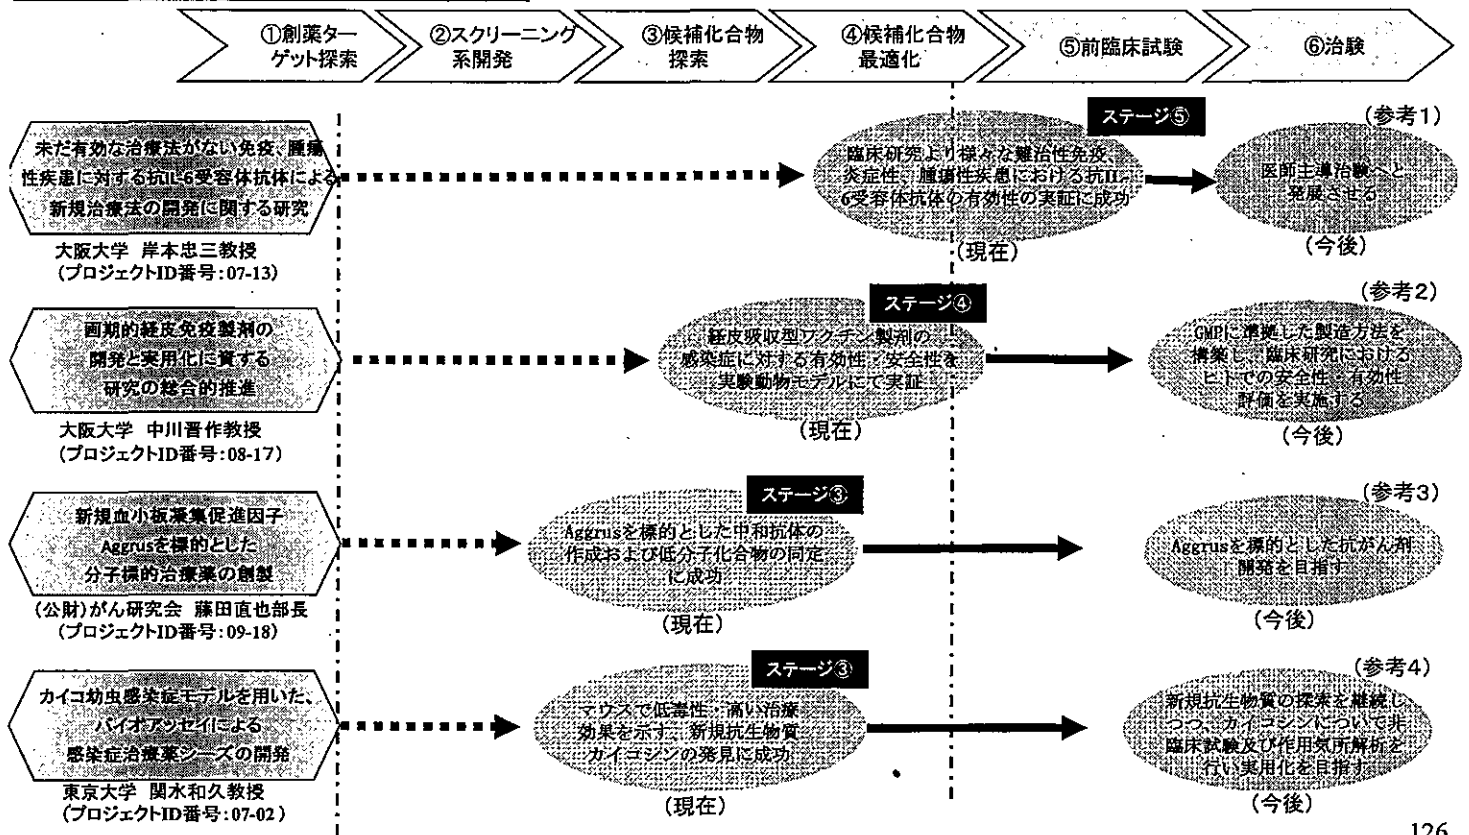 ①創薬ター
ゲット探索
②スクリーニング
系開発
③候補化合物
探索
④候補化合物
最適化
⑤前臨床試験
⑥治験
未だ有効な治療法がない免疫、腫瘍
性疾患に対する抗IL-6受容体抗体による
新規治療法の開発に関する研究
大阪大学 岸本忠三教授
(プロジェクトID番号:07-13)
ステージ⑤
臨床研究より様々な難治性免疫、
炎症性、腫瘍性疾患における抗IL-
6受容体抗体の有効性の実証に成功
(現在)
(参考1)
医師主導治験へと
発展させる
(今後)
画期的経皮免疫製剤の
開発と実用化に資する
研究の総合的推進
大阪大学 中川晋作教授
(プロジェクトID番号:08-17)
ステージ④
経皮吸収型ワクチン製剤の
感染症に対する有効性・安全性を
実験動物モデルにて実証
(現在)
(参考2)
GMPに準拠した製造方法を
構築し、臨床研究における
ヒトでの安全性・有効性
評価を実施する
(今後)
新規血小板凝集促進因子
Aggrusを標的とした
分子標的治療薬の創製
(公財)がん研究会 藤田直也部長
(プロジェクトID番号:09-18)
ステージ③
Aggrusを標的とした中和抗体の
作成および低分子化合物の同定
に成功
(現在)
(参考3)
Aggrusを標的とした抗がん剤
開発を目指す
(今後)
カイコ幼虫感染症モデルを用いた、
バイオアッセイによる
感染症治療薬シーズの開発
東京大学 関水和久教授
(プロジェクトID番号:07-02)
ステージ③
マウスで低毒性・高い治療
効果を示す、新規抗生物質
カイコシンの発見に成功
(現在)
(参考4)
新規抗生物質の探索を継続し
つつ、カイコシンについて非
臨床試験及び作用気所解析を
行い実用化を目指す
(今後)
126